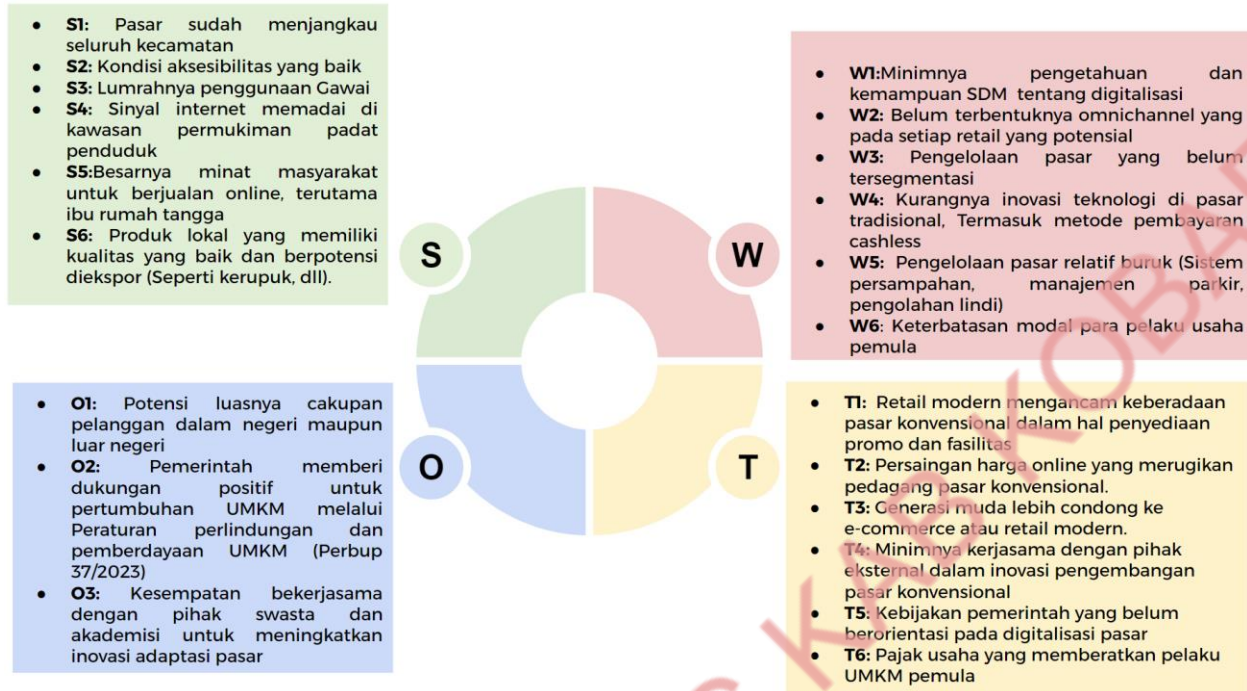 S1: Pasar sudah menjangkau
seluruh kecamatan
S2: Kondisi aksesibilitas yang baik
S3: Lumrahnya penggunaan Gawai
S4: Sinyal internet memadai di
kawasan permukiman padat
penduduk
S5:Besarnya minat masyarakat
untuk berjualan online, terutama
ibu rumah tangga
S6: Produk lokal yang memiliki
kualitas yang baik dan berpotensi
diekspor (Seperti kerupuk, dll).
W1:Minimnya pengetahuan dan
kemampuan SDM tentang digitalisasi
W2: Belum terbentuknya omnichannel yang
pada setiap retail yang potensial
W3: Pengelolaan pasar yang belum
tersegmentasi
W4: Kurangnya inovasi teknologi di pasar
tradisional, Termasuk metode pembayaran
cashless
W5: Pengelolaan pasar relatif buruk (Sistem
persampahan, manajemen parkir,
pengolahan lindi)
W6: Keterbatasan modal para pelaku usaha
pemula
S
W
O
T
O1: Potensi luasnya cakupan
pelanggan dalam negeri maupun
luar negeri
O2: Pemerintah memberi
dukungan positif untuk
pertumbuhan UMKM melalui
Peraturan perlindungan dan
pemberdayaan UMKM (Perbup
37/2023)
O3: Kesempatan bekerjasama
dengan pihak swasta dan
akademisi untuk meningkatkan
inovasi adaptasi pasar
T1: Retail modern mengancam keberadaan
pasar konvensional dalam hal penyediaan
promo dan fasilitas
T2: Persaingan harga online yang merugikan
pedagang pasar konvensional.
T3: Generasi muda lebih condong ke
e-commerce atau retail modern.
T4: Minimnya kerjasama dengan pihak
eksternal dalam inovasi pengembangan
pasar konvensional
T5: Kebijakan pemerintah yang belum
berorientasi pada digitalisasi pasar
T6: Pajak usaha yang memberatkan pelaku
UMKM pemula
KAB